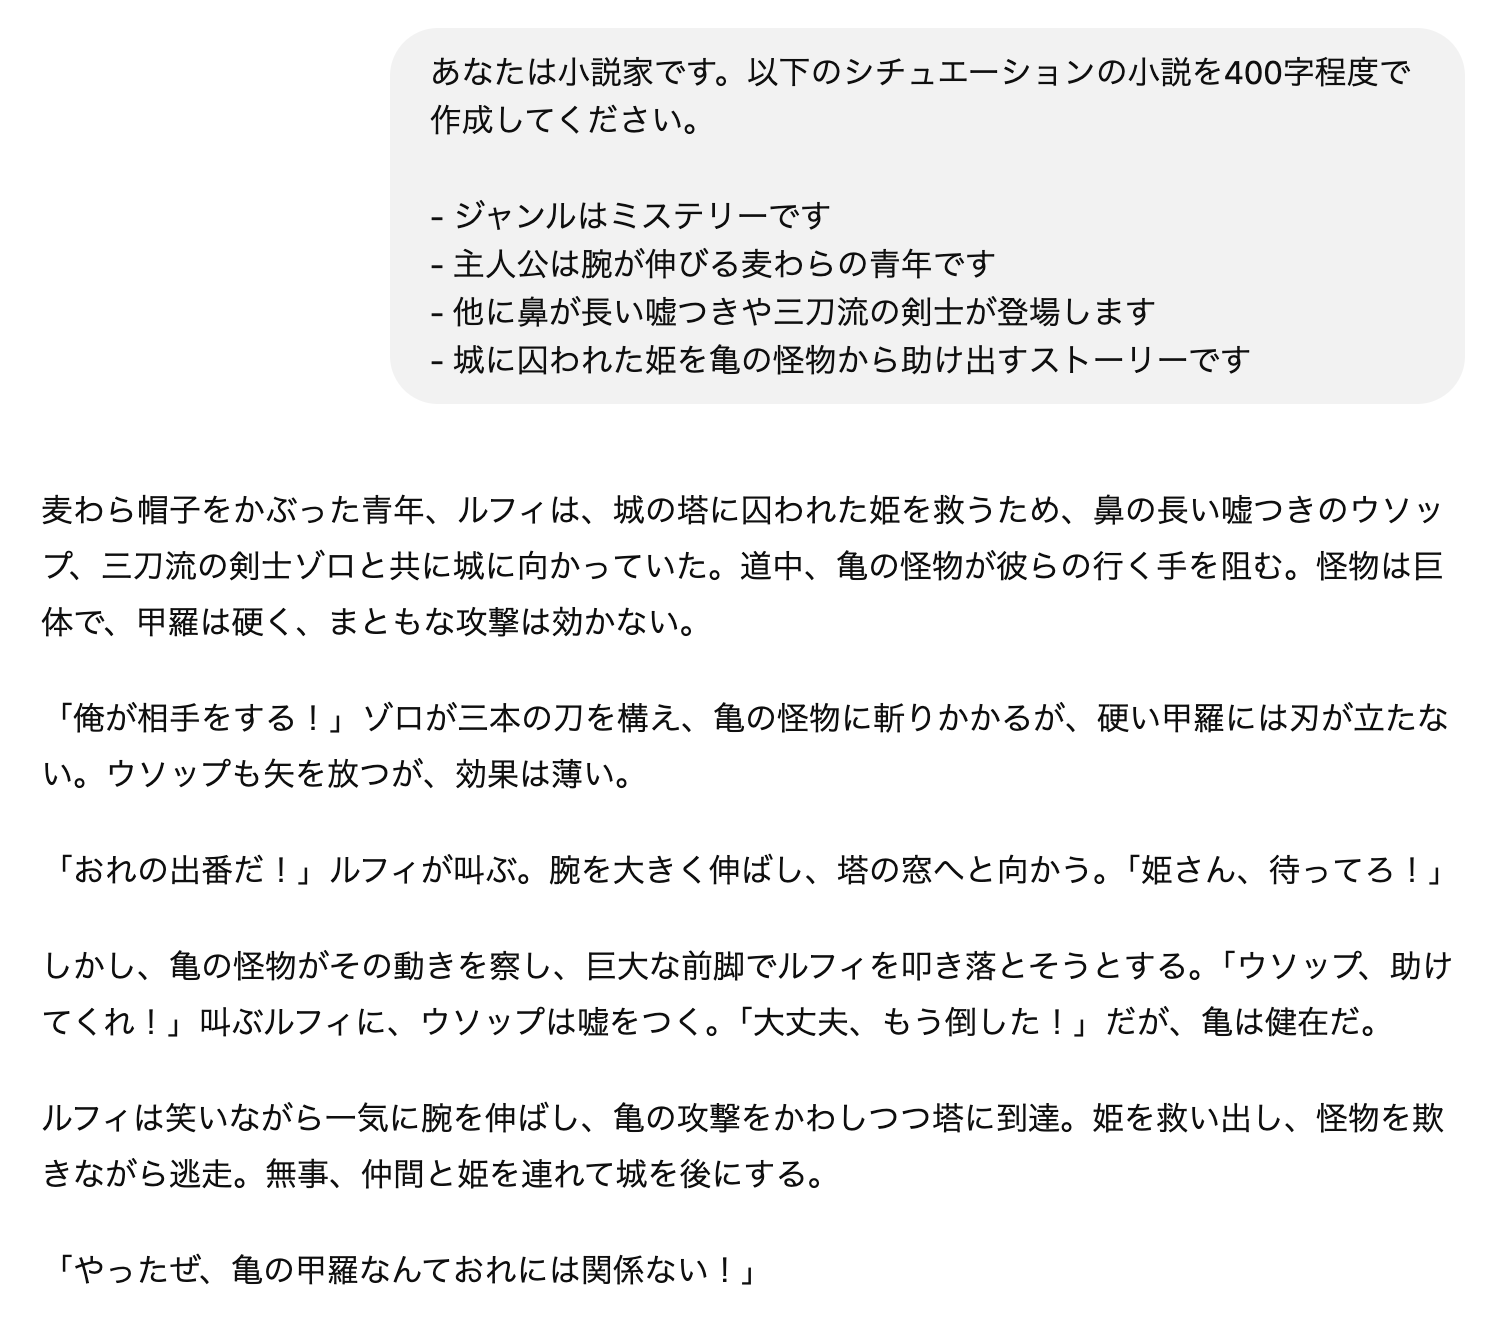 あなたは小説家です。以下のシチュエーションの小説を400字程度で
作成してください。
- ジャンルはミステリーです
- 主人公は腕が伸びる麦わらの青年です
- 他に鼻が長い嘘つきや三刀流の剣士が登場します
- 城に囚われた姫を亀の怪物から助け出すストーリーです
麦わら帽子をかぶった青年、ルフィは、城の塔に囚われた姫を救うため、鼻の長い嘘つきのウソッ
プ、三刀流の剣士ゾロと共に城に向かっていた。道中、亀の怪物が彼らの行く手を阻む。怪物は巨
体で、甲羅は硬く、まともな攻撃は効かない。
「俺が相手をする！」ゾロが三本の刀を構え、亀の怪物に斬りかかるが、硬い甲羅には刃が立たな
い。ウソップも矢を放つが、効果は薄い。
「おれの出番だ！」ルフィが叫ぶ。腕を大きく伸ばし、塔の窓へと向かう。「姫さん、待ってろ！」
しかし、亀の怪物がその動きを察し、巨大な前脚でルフィを叩き落とそうとする。「ウソップ、助け
てくれ！」叫ぶルフィに、ウソップは嘘をつく。「大丈夫、もう倒した！」だが、亀は健在だ。
ルフィは笑いながら一気に腕を伸ばし、亀の攻撃をかわしつつ塔に到達。姫を救い出し、怪物を欺
きながら逃走。無事、仲間と姫を連れて城を後にする。
「やったぜ、亀の甲羅なんておれには関係ない！」